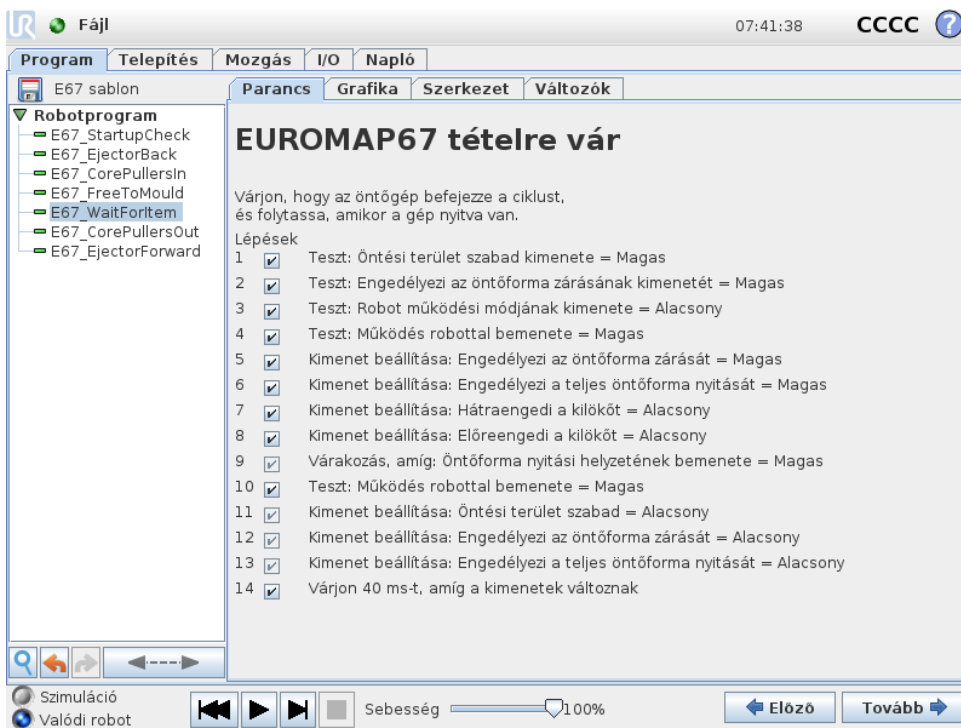 UR Fájl 07:41:38 CCCC ?
Program Telepítés Mozgás I/O Napló
E67 sablon
Parancs Grafika Szerkezet Változók
Robotprogram
E67_StartupCheck
E67_EjectorBack
E67_CorePullersIn
E67_FreeToMould
E67_WaitForItem
E67_CorePullersOut
E67_EjectorForward
EUROMAP67 tételre vár
Várjon, hogy az öntőgép befejezze a ciklust,
és folytassa, amikor a gép nyitva van.
Lépések
1 Teszt: Öntési terület szabad kimenete = Magas
2 Teszt: Engedélyezi az öntőforma zárásának kimenetét = Magas
3 Teszt: Robot működési módjának kimenete = Alacsony
4 Teszt: Működés robottal bemenete = Magas
5 Kimenet beállítása: Engedélyezi az öntőforma zárását = Magas
6 Kimenet beállítása: Engedélyezi a teljes öntőforma nyitását = Magas
7 Kimenet beállítása: Hátraengedi a kilökőt = Alacsony
8 Kimenet beállítása: Előreengedi a kilökőt = Alacsony
9 Várakozás, amíg: Öntőforma nyitási helyzetének bemenete = Magas
10 Teszt: Működés robottal bemenete = Magas
11 Kimenet beállítása: Öntési terület szabad = Alacsony
12 Kimenet beállítása: Engedélyezi az öntőforma zárását = Alacsony
13 Kimenet beállítása: Engedélyezi a teljes öntőforma nyitását = Alacsony
14 Várjon 40 ms-t, amíg a kimenetek változnak
Szimuláció
Valódi robot
Sebesség 100%
Elözö Tovább